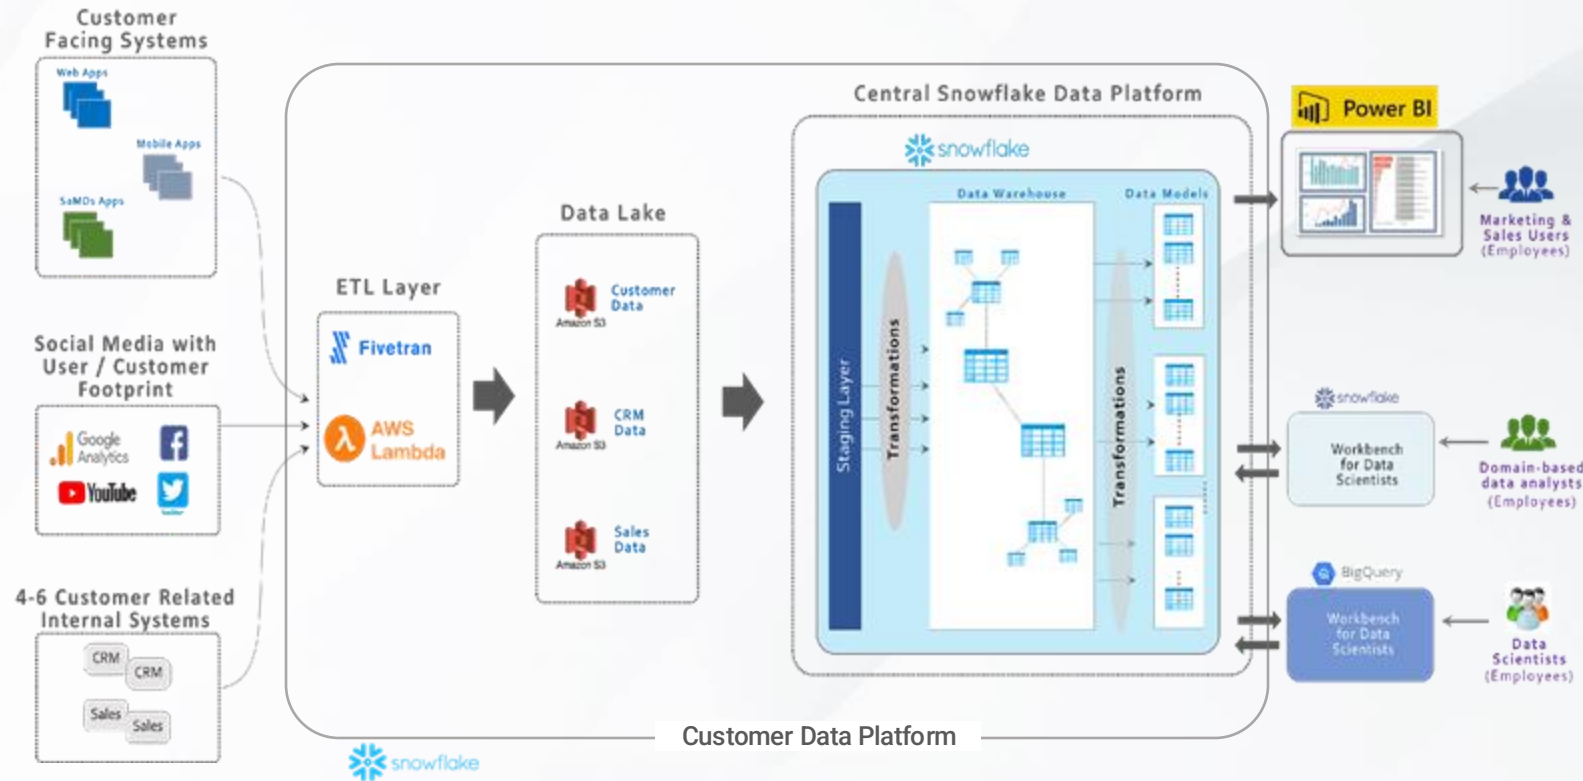 Customer
Facing Systems
Web Apps
Mobile Apps
SaMDs Apps
Social Media with
User / Customer
Footprint
Google
Analytics
YouTube
twitter
4-6 Customer Related
Internal Systems
CRM
CRM
Sales
Sales
ETL Layer
Fivetran
AWS
Lambda
Data Lake
Amazon S3
Customer
Data
Amazon S3
CRM
Data
Amazon S3
Sales
Data
Central Snowflake Data Platform
snowflake
Data Warehouse
Data Models
Staging Layer
Transformations
Transformations
Power BI
Marketing &
Sales Users
(Employees)
snowflake
Workbench
for Data
Scientists
Domain-based
data analysts
(Employees)
BigQuery
Workbench
for Data
Scientists
Data
Scientists
(Employees)
Customer Data Platform
snowflake